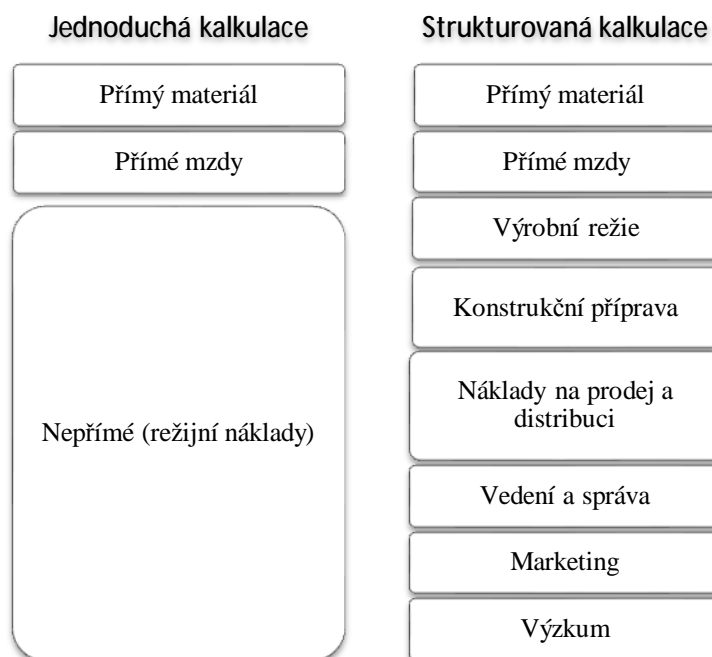 Jednoduchá kalkulace
Přímý materiál
Přímé mzdy
Nepřímé (režijní náklady)
Strukturovaná kalkulace
Přímý materiál
Přímé mzdy
Výrobní režie
Konstrukční příprava
Náklady na prodej a
distribuci
Vedení a správa
Marketing
Výzkum